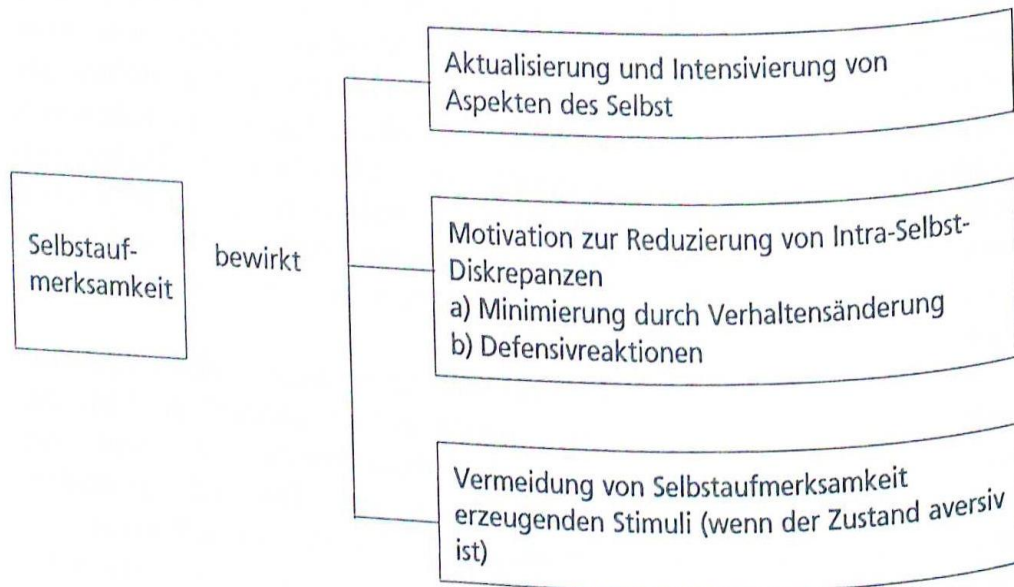 Aktualisierung und Intensivierung von
Aspekten des Selbst
Selbstauf-
merksamkeit
bewirkt
Motivation zur Reduzierung von Intra-Selbst-
Diskrepanzen
a) Minimierung durch Verhaltensänderung
b) Defensivreaktionen
Vermeidung von Selbstaufmerksamkeit
erzeugenden Stimuli (wenn der Zustand aversiv
ist)